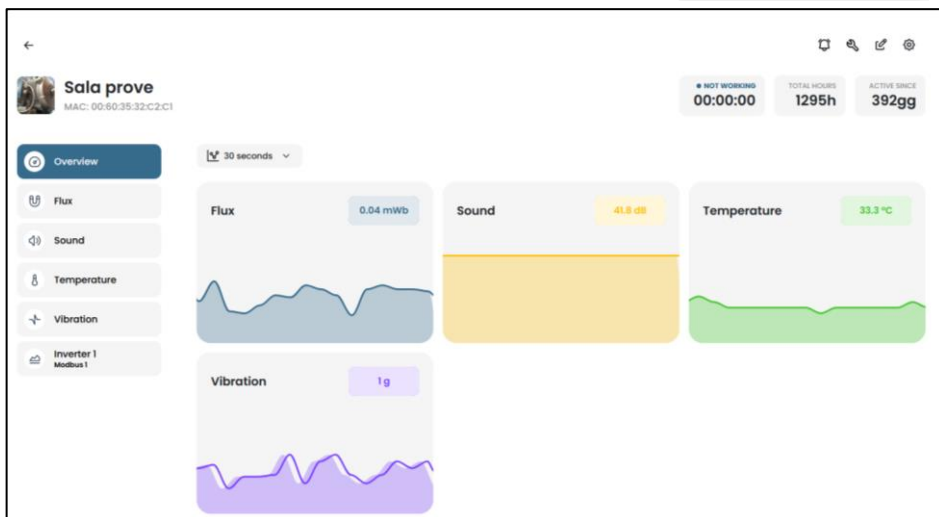 Sala prove
MAC: 00:60:35:32:C2:C1
NOT WORKING
00:00:00
TOTAL HOURS
1295h
ACTIVE SINCE
392gg
Overview
Flux
Sound
Temperature
Vibration
Inverter 1
Modbus 1
30 seconds
Flux
0.04 mWb
Sound
41.8 dB
Temperature
33.3 °C
Vibration
1 g